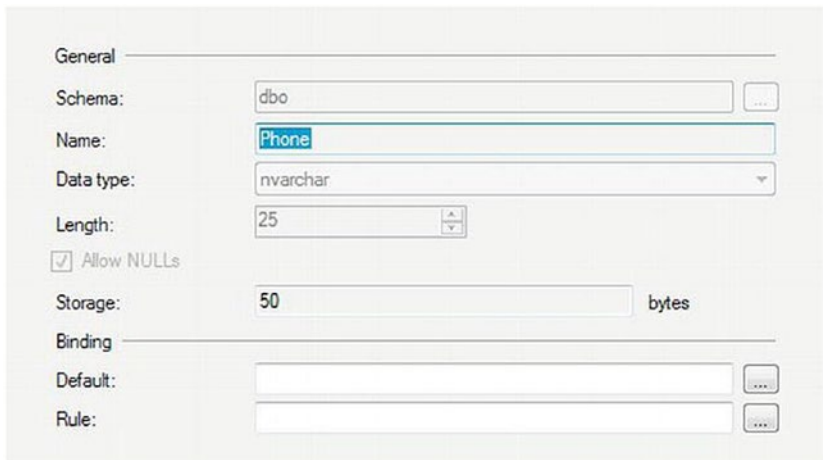 General
Schema: dbo ...
Name: Phone
Data type: nvarchar
Length: 25
Allow NULLs
Storage: 50 bytes
Binding
Default: ...
Rule: ...